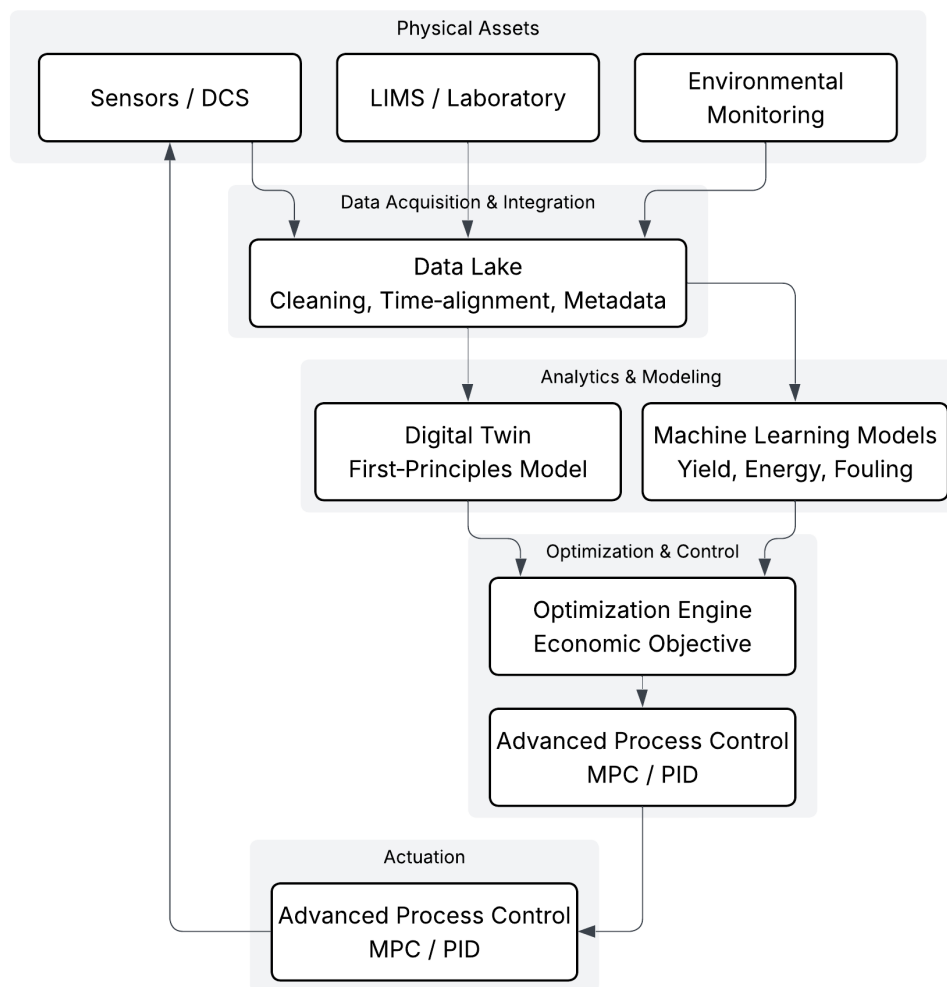 Physical Assets
Sensors / DCS
LIMS / Laboratory
Environmental
Monitoring
Data Acquisition & Integration
Data Lake
Cleaning, Time-alignment, Metadata
Analytics & Modeling
Digital Twin
First-Principles Model
Machine Learning Models
Yield, Energy, Fouling
Optimization & Control
Optimization Engine
Economic Objective
Advanced Process Control
MPC / PID
Actuation
Advanced Process Control
MPC / PID